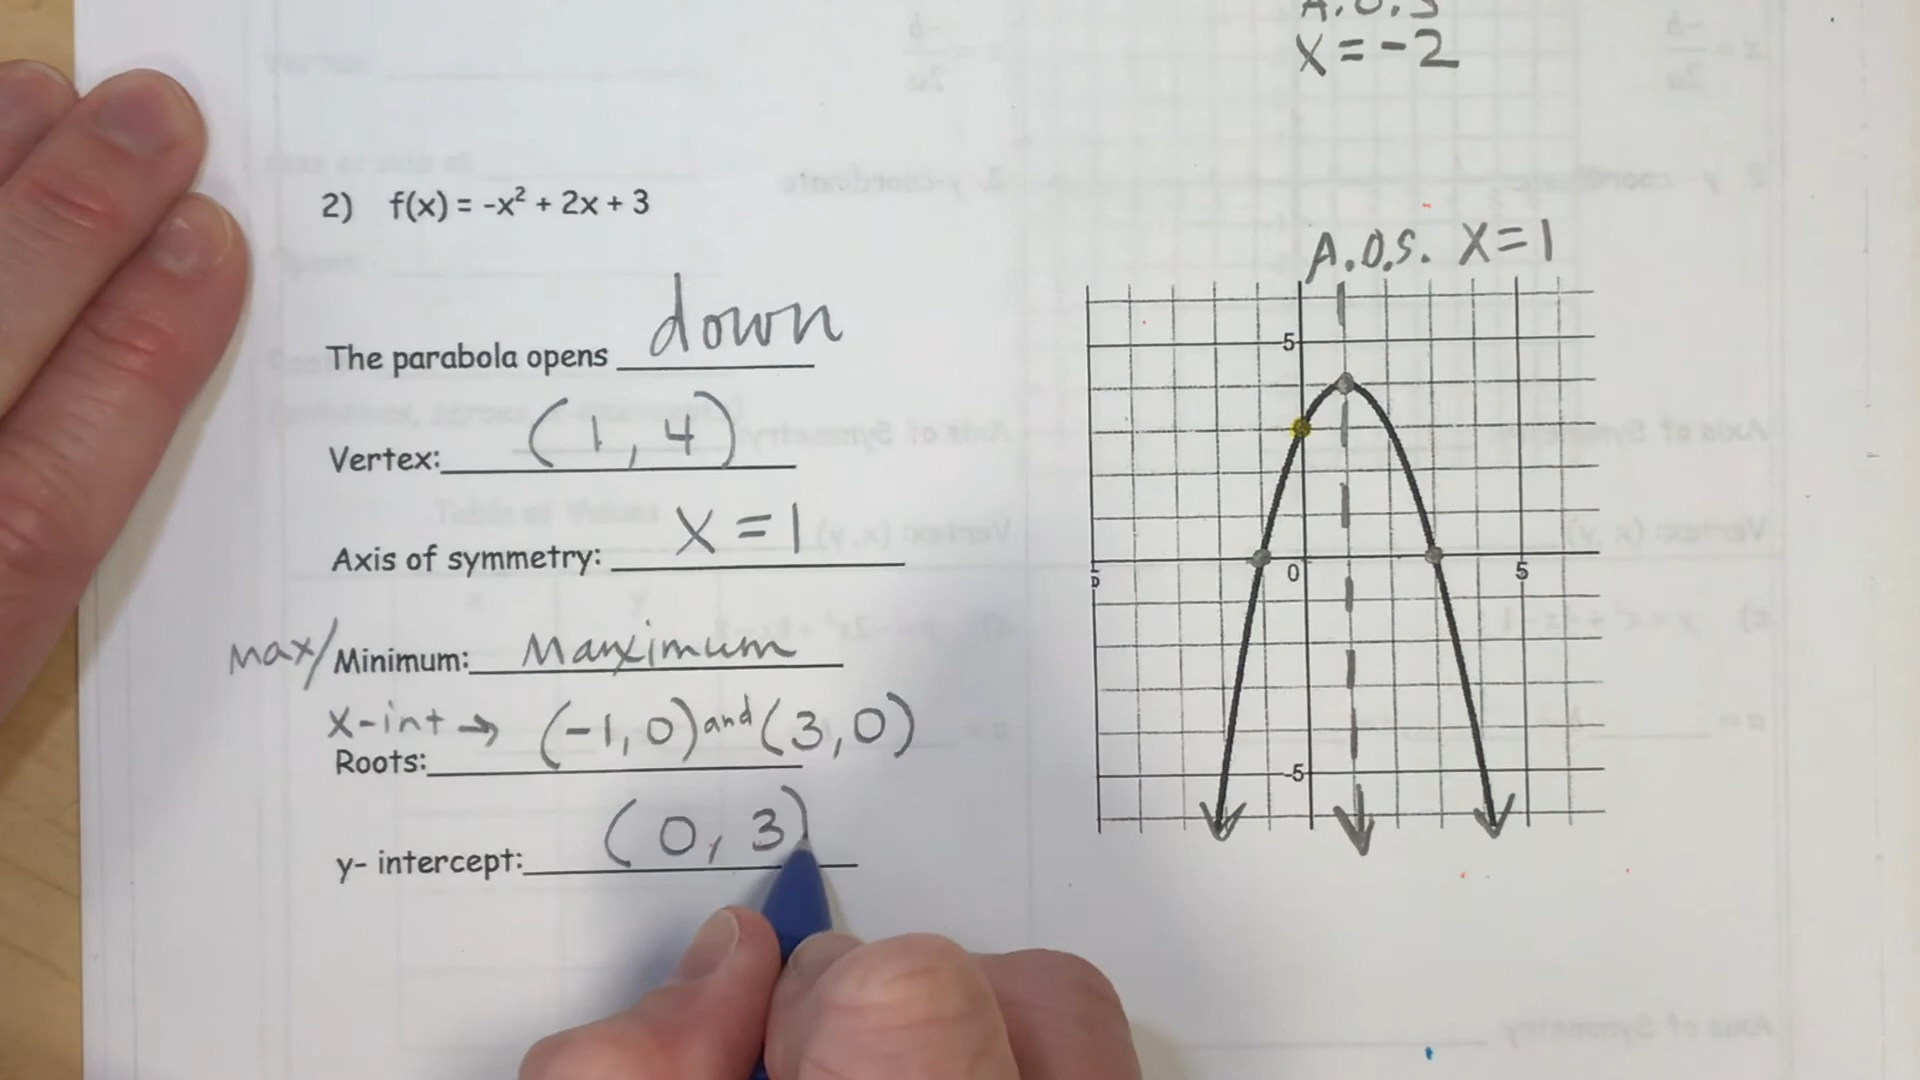 A.O.S
X = -2
2) f(x) = -x² + 2x + 3
A.O.S. X=1
The parabola opens down
Vertex: (1, 4)
Axis of symmetry: X = 1
max/ Minimum: Maximum
X-int → (-1, 0) and (3, 0)
Roots:
y- intercept: (0, 3)
5
0
5
-5